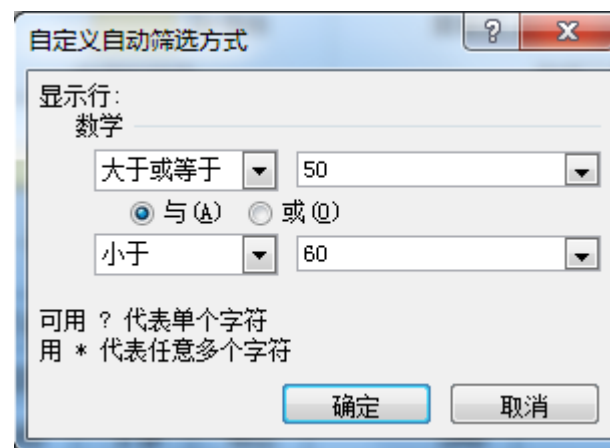 自定义自动筛选方式
?
显示行:
数学
大于或等于 50
与(A) 或(O)
小于 60
可用 ? 代表单个字符
用 * 代表任意多个字符
确定 取消